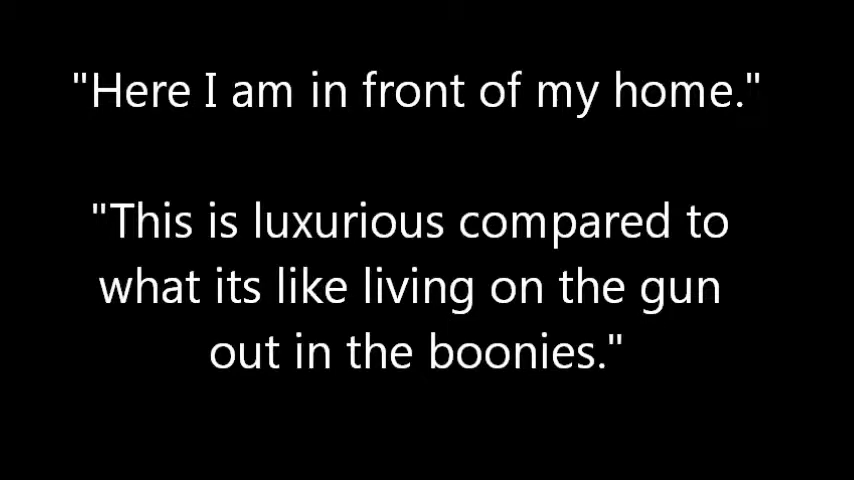 "Here I am in front of my home."
"This is luxurious compared to
what its like living on the gun
out in the boonies."